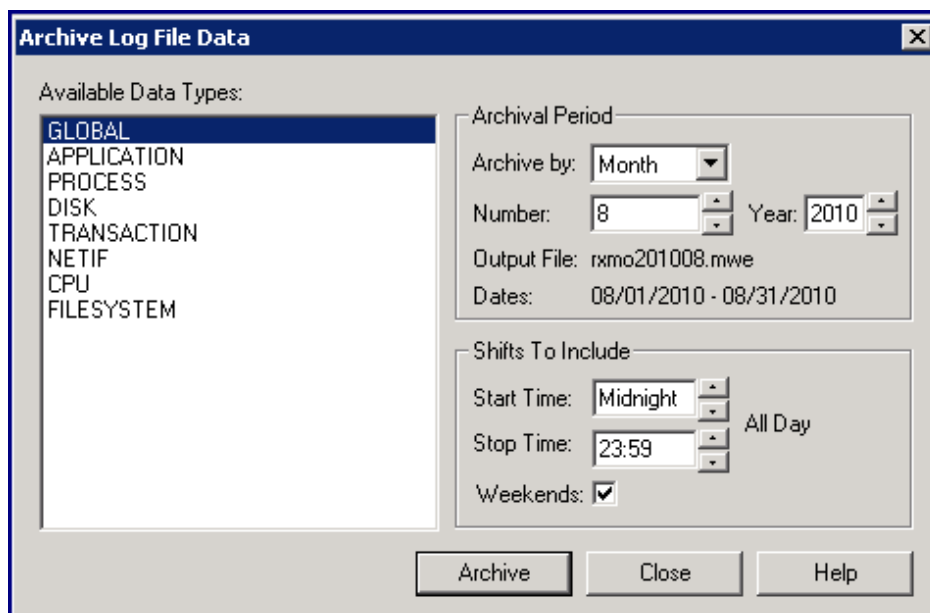 Archive Log File Data
Available Data Types:
GLOBAL
APPLICATION
PROCESS
DISK
TRANSACTION
NETIF
CPU
FILESYSTEM
Archival Period
Archive by: Month
Number: 8 Year: 2010
Output File: rxmo201008.mwe
Dates: 08/01/2010 - 08/31/2010
Shifts To Include
Start Time: Midnight
All Day
Stop Time: 23:59
Weekends:
Archive Close Help